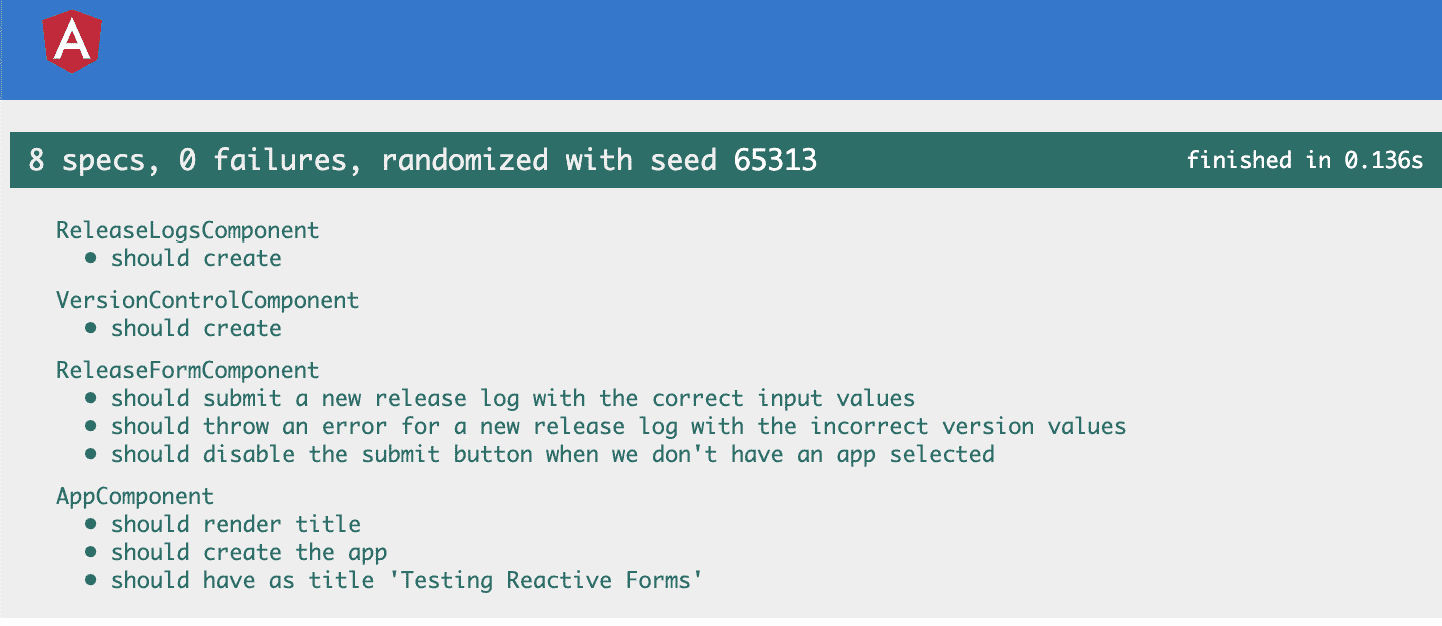 A
8 specs, 0 failures, randomized with seed 65313 finished in 0.136s
ReleaseLogsComponent
• should create
VersionControlComponent
• should create
ReleaseFormComponent
• should submit a new release log with the correct input values
• should throw an error for a new release log with the incorrect version values
• should disable the submit button when we don't have an app selected
AppComponent
• should render title
• should create the app
• should have as title 'Testing Reactive Forms'